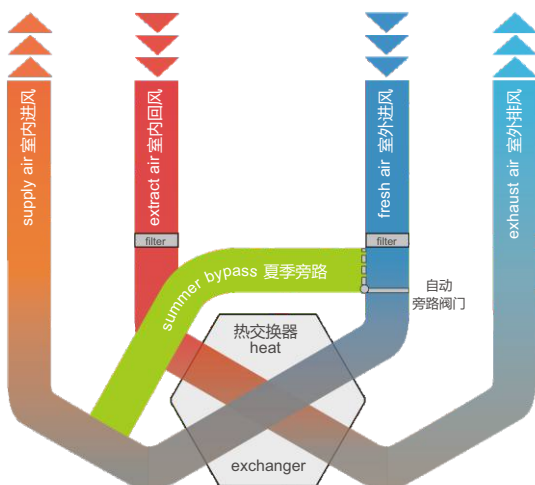 supply air 室内进风
extract air 室内回风
fresh air 室外进风
exhaust air 室外排风
filter
filter
summer bypass 夏季旁路
自动
旁路阀门
热交换器
heat
exchanger